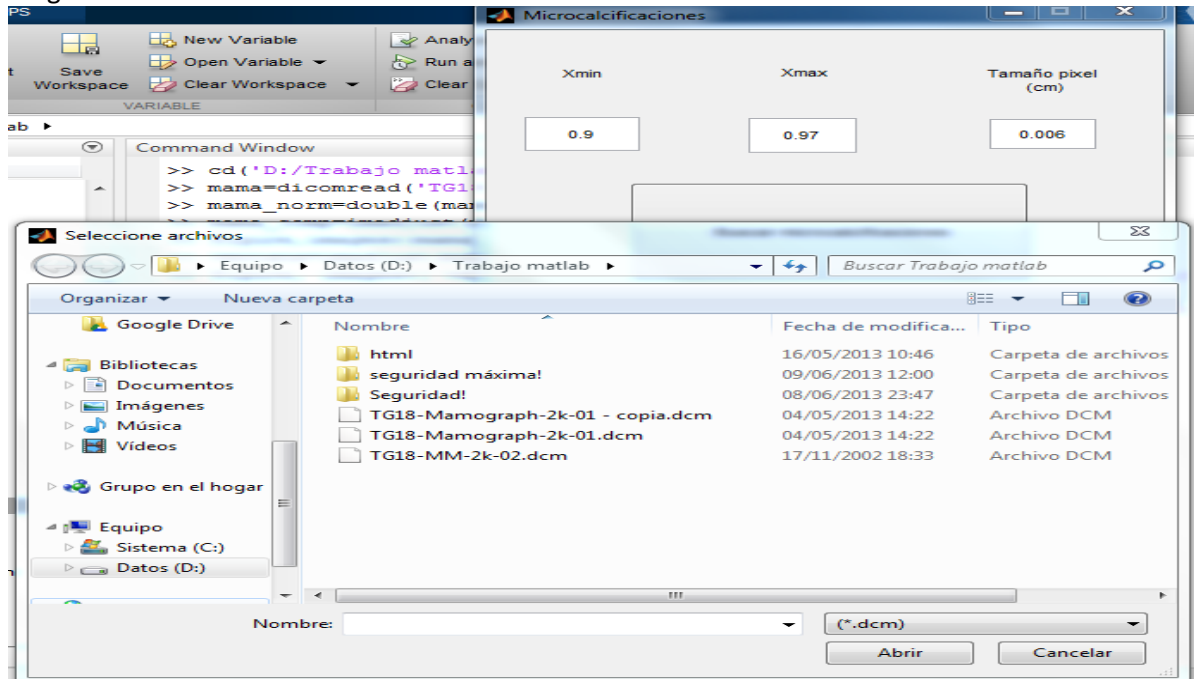 PS
Microcalcificaciones
New Variable
Analy
Open Variable
Run a
Save
Workspace
Clear Workspace
Clear
VARIABLE
Xmin
Xmax
Tamaño pixel
(cm)
0.9
0.97
0.006
ab
Command Window
>> cd('D:/Trabajo matl
>> mama=dicomread('TG1
>> mama_norm=double(ma
Seleccione archivos
Equipo
Datos (D:)
Trabajo matlab
Buscar Trabajo matlab
Organizar
Nueva carpeta
Google Drive
Bibliotecas
Documentos
Imágenes
Música
Vídeos
Grupo en el hogar
Equipo
Sistema (C:)
Datos (D:)
Nombre
Fecha de modifica...
Tipo
html
16/05/2013 10:46
Carpeta de archivos
seguridad máxima!
09/06/2013 12:00
Carpeta de archivos
Seguridad!
08/06/2013 23:47
Carpeta de archivos
TG18-Mamograph-2k-01 - copia.dcm
04/05/2013 14:22
Archivo DCM
TG18-Mamograph-2k-01.dcm
04/05/2013 14:22
Archivo DCM
TG18-MM-2k-02.dcm
17/11/2002 18:33
Archivo DCM
Nombre:
(*.dcm)
Abrir
Cancelar